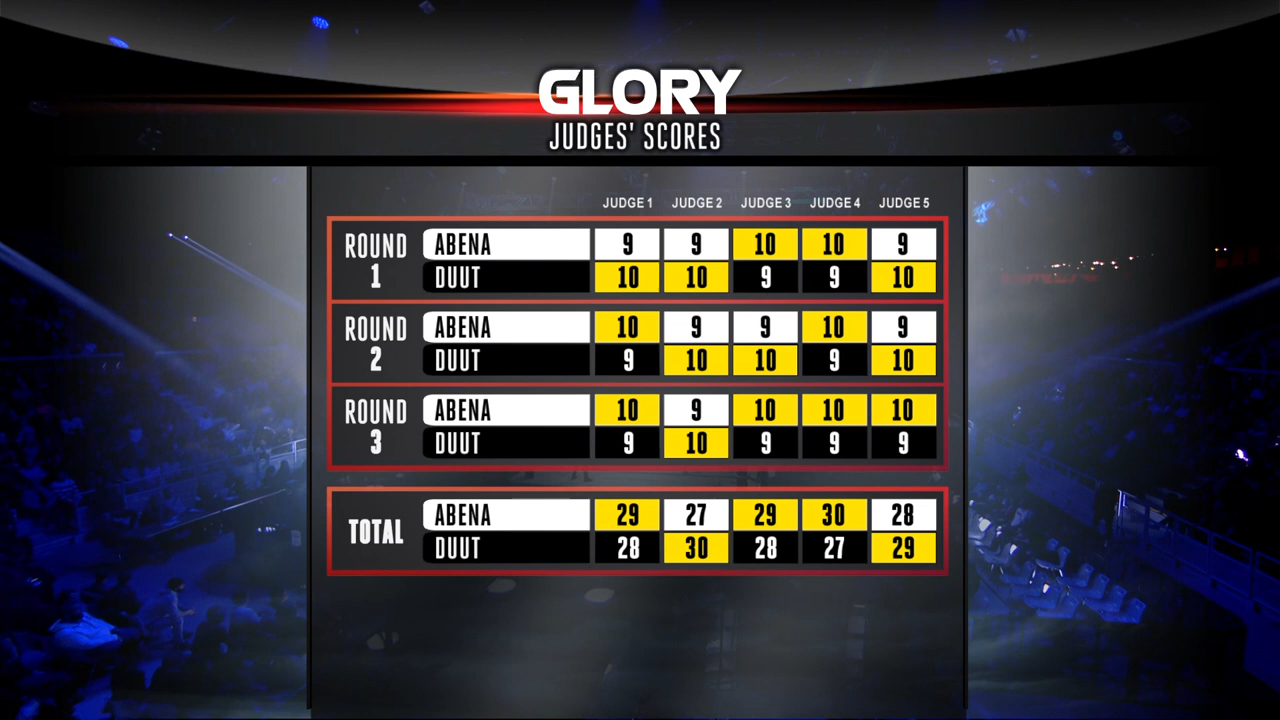 GLORY
JUDGES' SCORES
JUDGE 1 JUDGE 2 JUDGE 3 JUDGE 4 JUDGE 5
ROUND 1
ABENA 9 9 10 10 9
DUUT 10 10 9 9 10
ROUND 2
ABENA 10 9 9 10 9
DUUT 9 10 10 9 10
ROUND 3
ABENA 10 9 10 10 10
DUUT 9 10 9 9 9
TOTAL
ABENA 29 27 29 30 28
DUUT 28 30 28 27 29